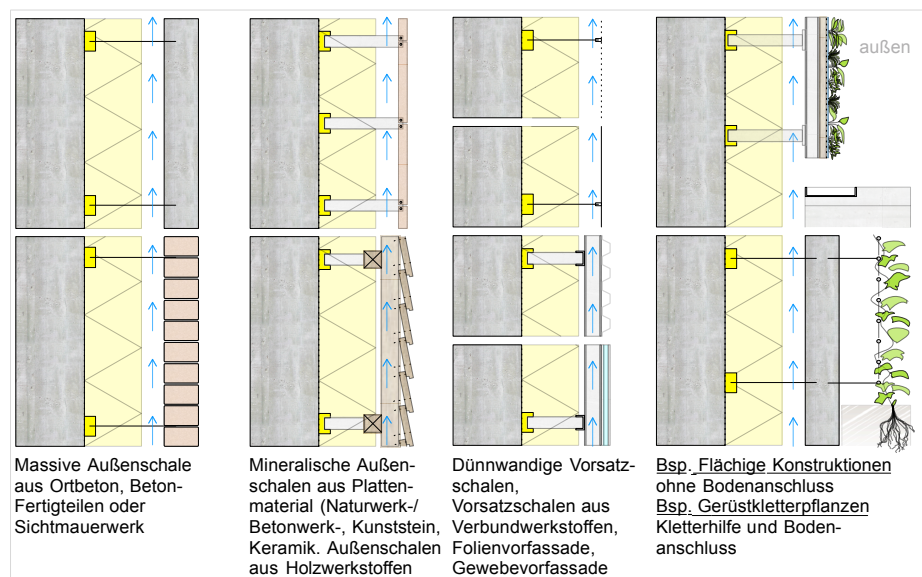 außen
Massive Außenschale
aus Ortbeton, Beton-
Fertigteilen oder
Sichtmauerwerk
Mineralische Außen-
schalen aus Platten-
material (Naturwerk-/
Betonwerk-, Kunststein,
Keramik. Außenschalen
aus Holzwerkstoffen
Dünnwandige Vorsatz-
schalen,
Vorsatzschalen aus
Verbundwerkstoffen,
Folienvorfassade,
Gewebevorfassade
Bsp. Flächige Konstruktionen
ohne Bodenanschluss
Bsp. Gerüstkletterpflanzen
Kletterhilfe und Boden-
anschluss